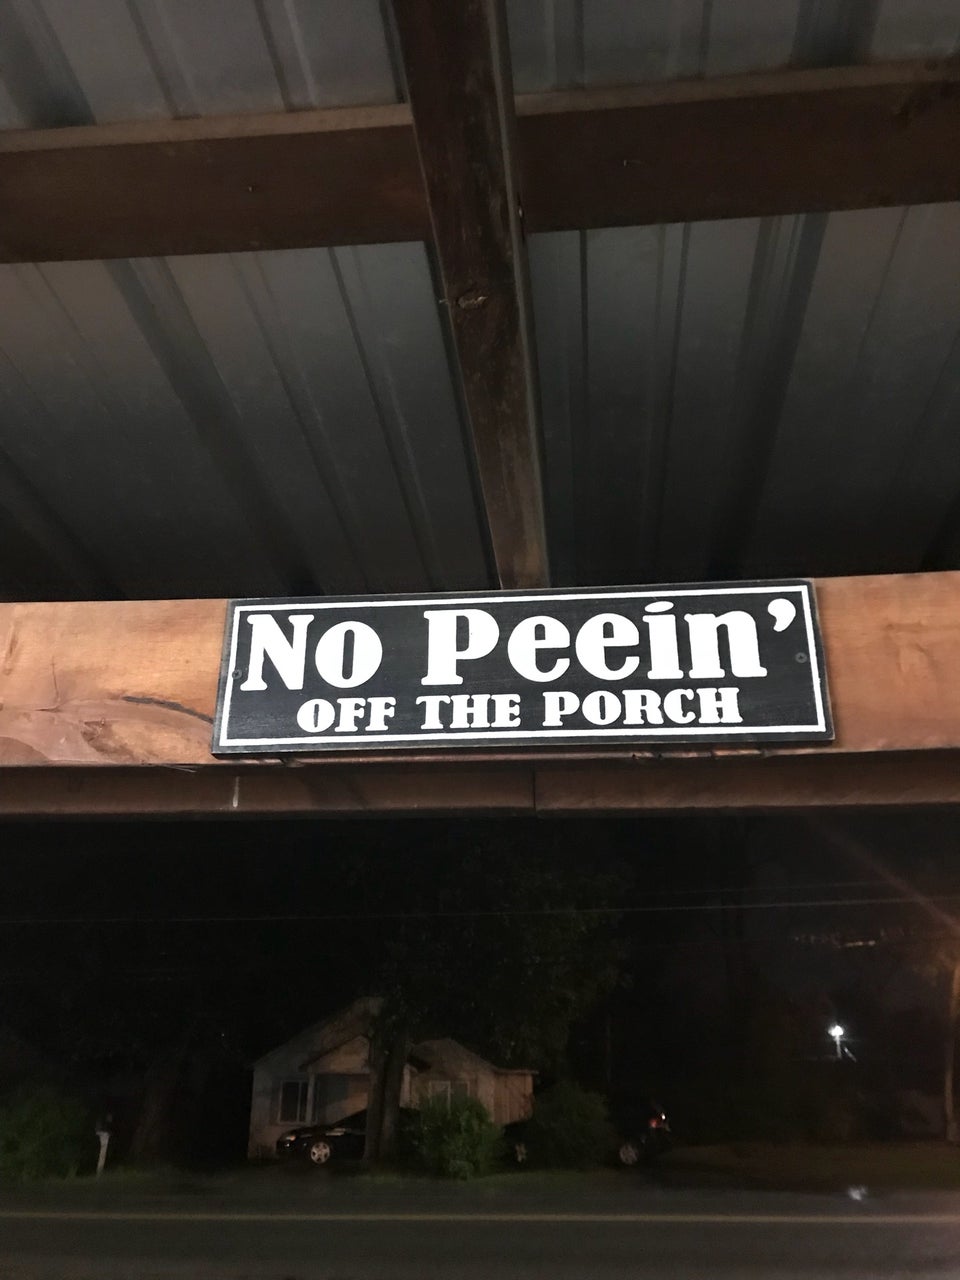 No Peein'
OFF THE PORCH